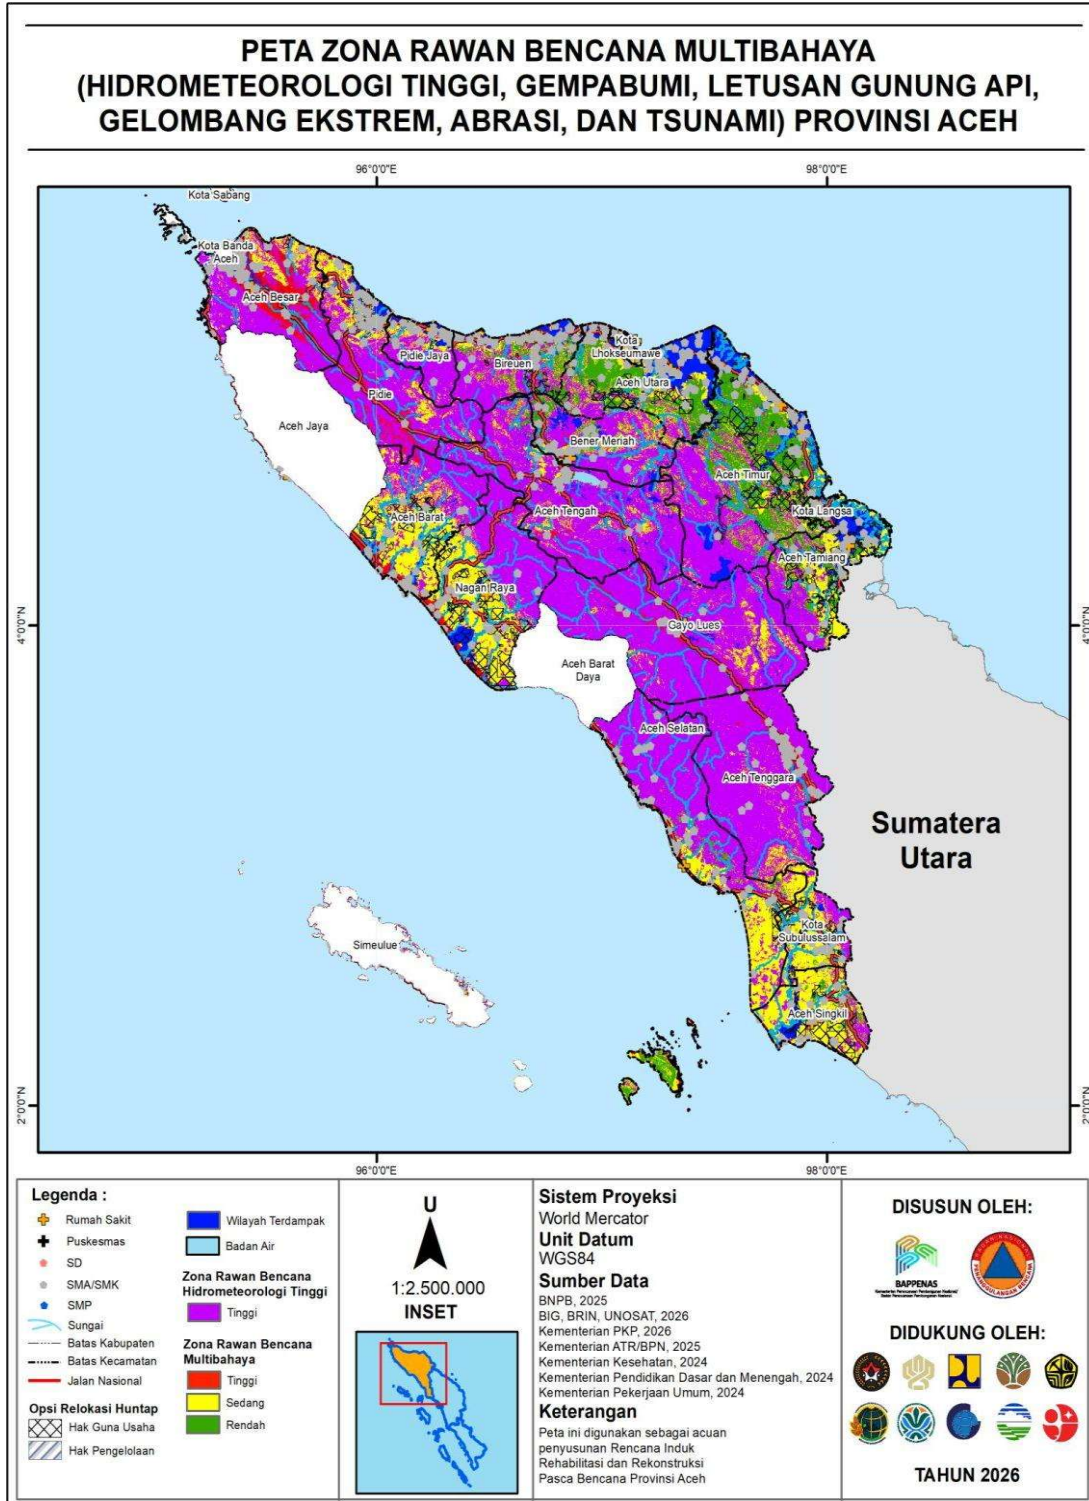 PETA ZONA RAWAN BENCANA MULTIBAHAYA
(HIDROMETEOROLOGI TINGGI, GEMPABUMI, LETUSAN GUNUNG API,
GELOMBANG EKSTREM, ABRASI, DAN TSUNAMI) PROVINSI ACEH
96°0'0"E
98°0'0"E
Kota Sabang
Kota Banda
Aceh
Aceh Besar
Pidie Jaya
Bireuen
Kota
Lhokseumawe
Aceh Utara
Pidie
Aceh Jaya
Bener Meriah
Aceh Timur
Aceh Barat
Aceh Tengah
Kota Langsa
Aceh Tamiang
Nagan Raya
4°0'0"N
Gayo Lues
4°0'0"N
Aceh Barat
Daya
Aceh Selatan
Aceh Tenggara
Sumatera
Utara
Simeulue
Kota
Subulussalam
Aceh Singkil
2°0'0"N
2°0'0"N
96°0'0"E
98°0'0"E
Legenda :
Rumah Sakit
Puskesmas
SD
SMA/SMK
SMP
Sungai
Batas Kabupaten
Batas Kecamatan
Jalan Nasional
Opsi Relokasi Huntap
Hak Guna Usaha
Hak Pengelolaan
Wilayah Terdampak
Badan Air
Zona Rawan Bencana
Hidrometeorologi Tinggi
Tinggi
Zona Rawan Bencana
Multibahaya
Tinggi
Sedang
Rendah
U
1:2.500.000
INSET
Sistem Proyeksi
World Mercator
Unit Datum
WGS84
Sumber Data
BNPB, 2025
BIG, BRIN, UNOSAT, 2026
Kementerian PKP, 2026
Kementerian ATR/BPN, 2025
Kementerian Kesehatan, 2024
Kementerian Pendidikan Dasar dan Menengah, 2024
Kementerian Pekerjaan Umum, 2024
Keterangan
Peta ini digunakan sebagai acuan
penyusunan Rencana Induk
Rehabilitasi dan Rekonstruksi
Pasca Bencana Provinsi Aceh
DISUSUN OLEH:
BAPPENAS
DIDUKUNG OLEH:
TAHUN 2026